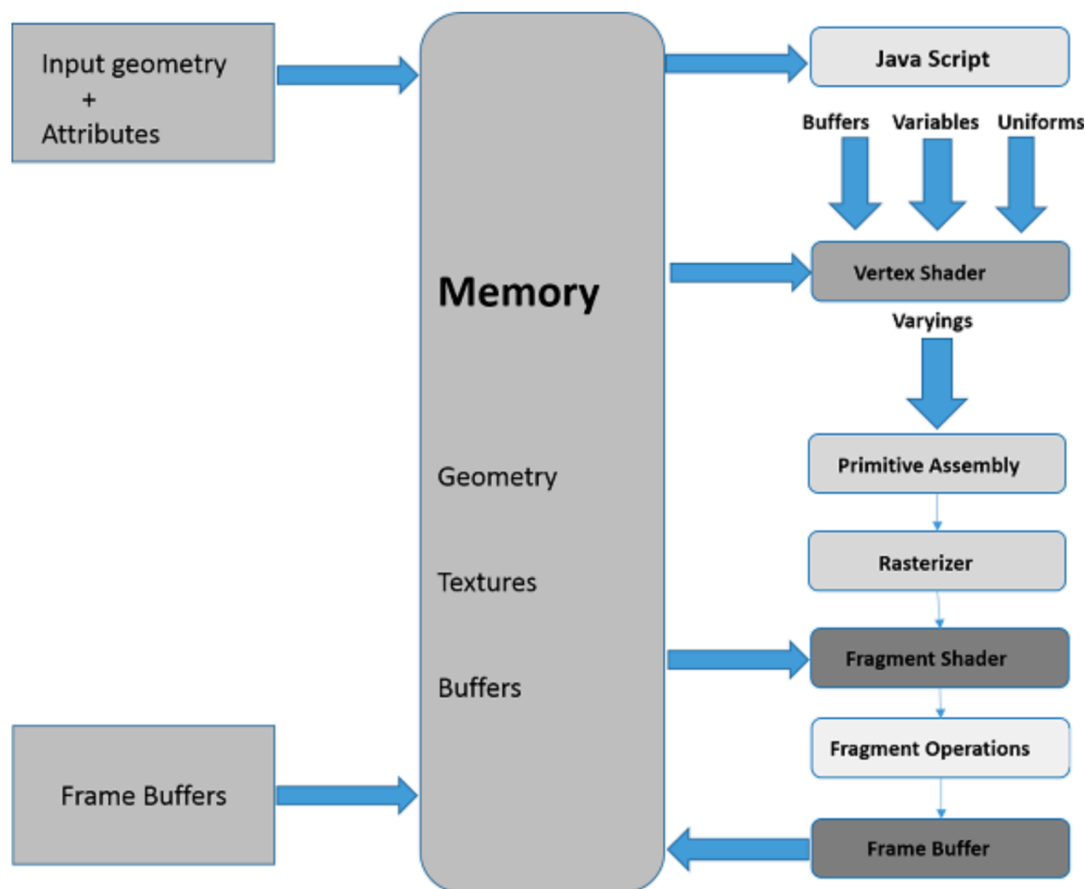 Input geometry
+
Attributes
Frame Buffers
Memory
Geometry
Textures
Buffers
Java Script
Buffers Variables Uniforms
Vertex Shader
Varyings
Primitive Assembly
Rasterizer
Fragment Shader
Fragment Operations
Frame Buffer